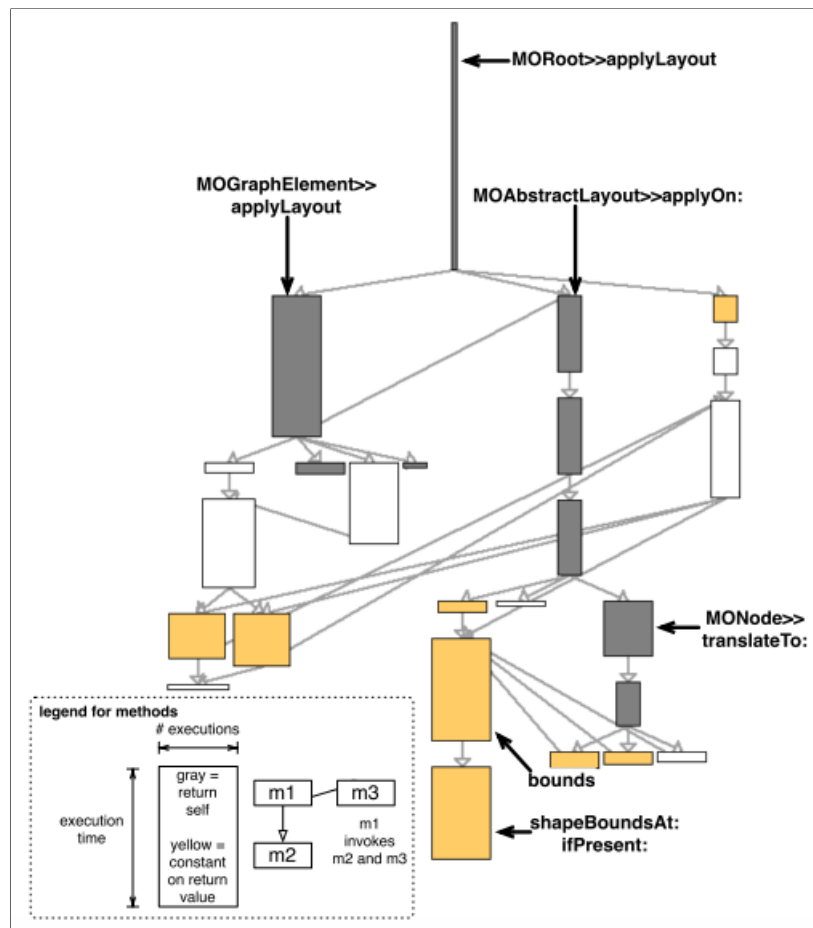 MORoot>>applyLayout
MOGraphElement>>
applyLayout
MOAbstractLayout>>applyOn:
MONode>>
translateTo:
bounds
shapeBoundsAt:
ifPresent:
legend for methods
# executions
execution
time
gray =
return
self
yellow =
constant
on return
value
m1
m3
m2
m1
invokes
m2 and m3